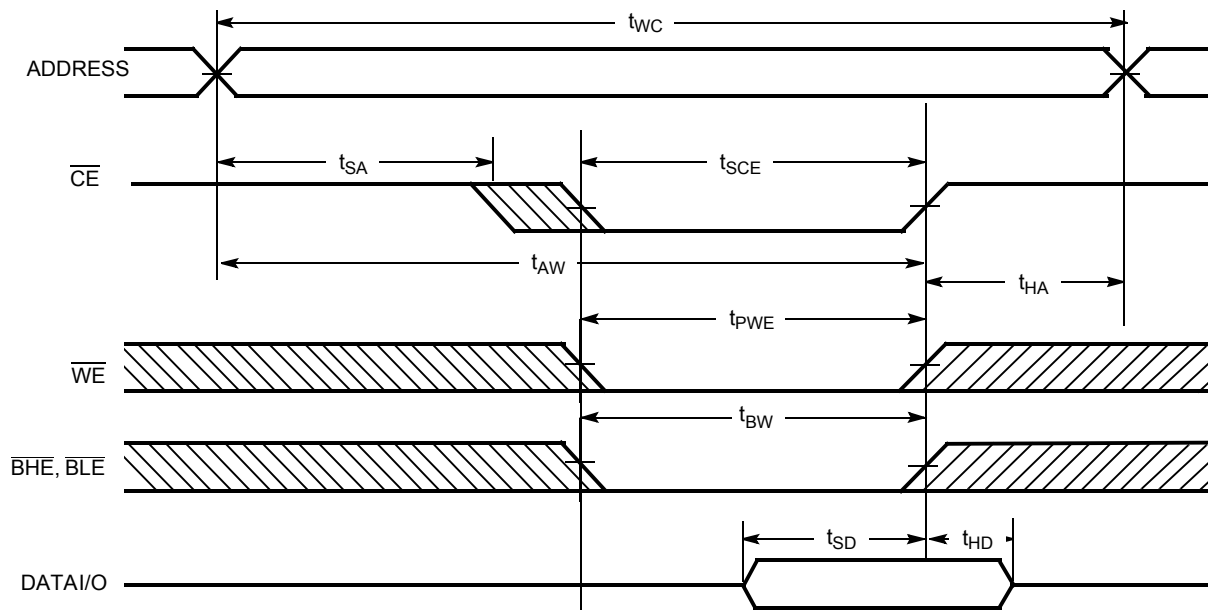 tWC
ADDRESS
tSA
tSCE
CE
tAW
tHA
tPWE
WE
tBW
BHE, BLE
tSD
tHD
DATAI/O